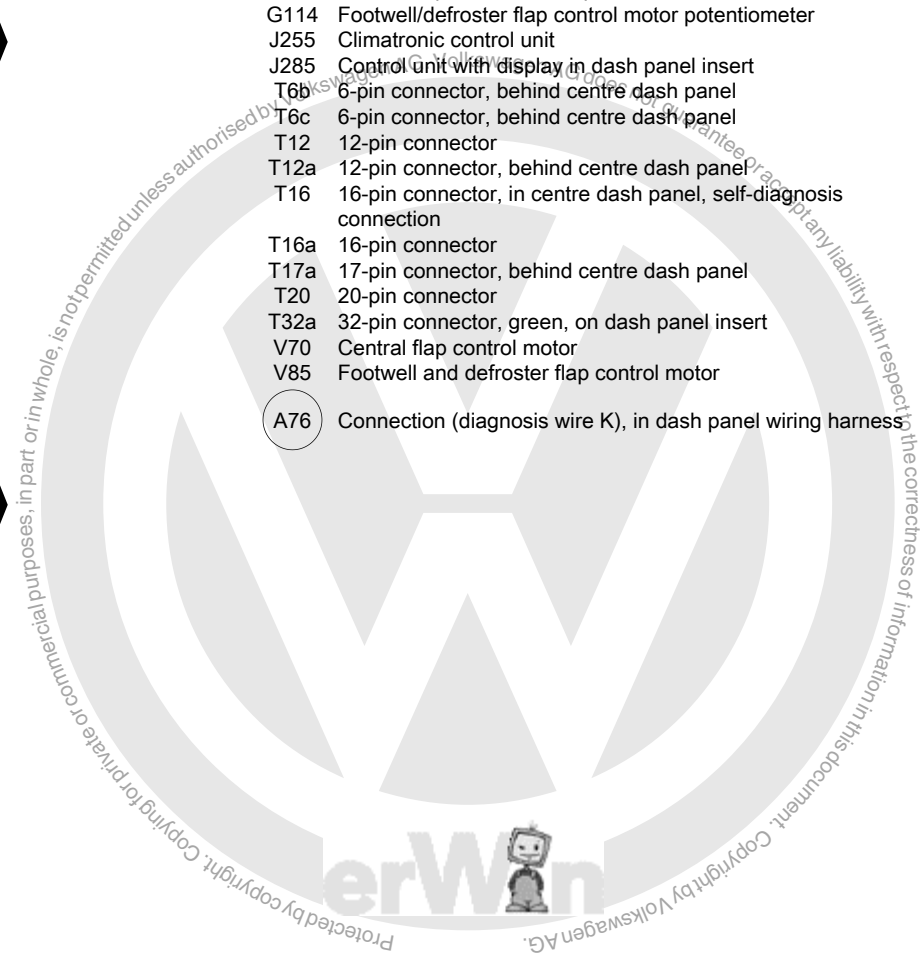 G114 Footwell/defroster flap control motor potentiometer
J255 Climatronic control unit
J285 Control unit with display in dash panel insert
T6b 6-pin connector, behind centre dash panel
T6c 6-pin connector, behind centre dash panel
T12 12-pin connector
T12a 12-pin connector, behind centre dash panel
T16 16-pin connector, in centre dash panel, self-diagnosis
connection
T16a 16-pin connector
T17a 17-pin connector, behind centre dash panel
T20 20-pin connector
T32a 32-pin connector, green, on dash panel insert
V70 Central flap control motor
V85 Footwell and defroster flap control motor
A76 Connection (diagnosis wire K), in dash panel wiring harness
Protected by copyright. Copying for private or commercial purposes, in part or in whole, is not permitted unless authorised by Volkswagen AG. Volkswagen AG does not guarantee or accept any liability with respect to the correctness of information in this document. Copyright by Volkswagen AG.
erWin